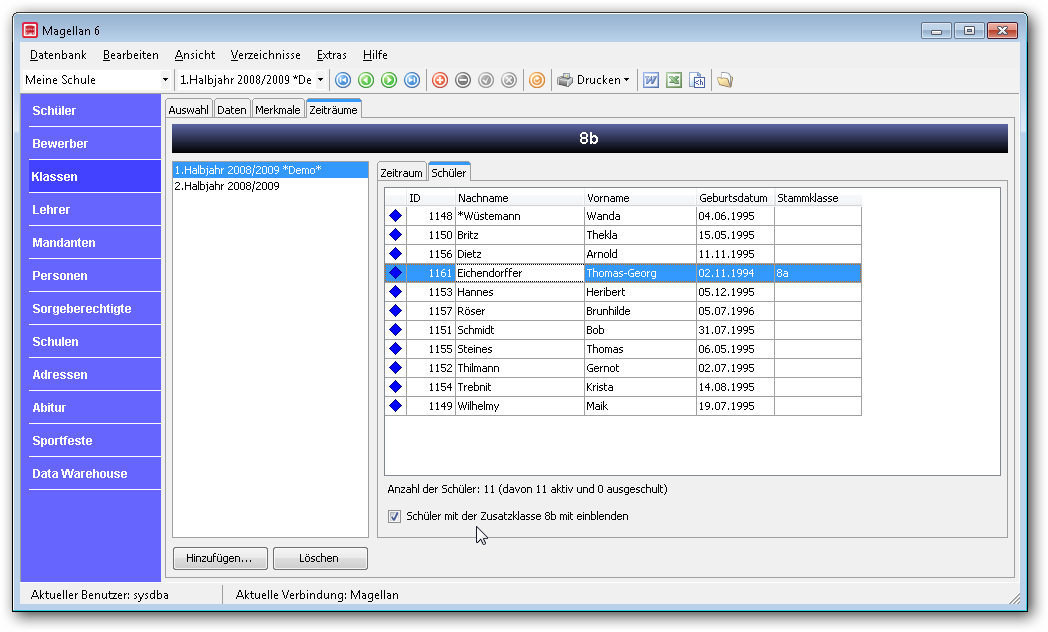 Magellan 6
Datenbank Bearbeiten Ansicht Verzeichnisse Extras Hilfe
Meine Schule 1.Halbjahr 2008/2009 *De Drucken
Schüler
Bewerber
Klassen
Lehrer
Mandanten
Personen
Sorgeberechtigte
Schulen
Adressen
Abitur
Sportfeste
Data Warehouse
Auswahl Daten Merkmale Zeiträume
8b
1.Halbjahr 2008/2009 *Demo*
2.Halbjahr 2008/2009
Zeitraum Schüler
ID Nachname Vorname Geburtsdatum Stammklasse
1148 *Wüstemann Wanda 04.06.1995
1150 Britz Thekla 15.05.1995
1156 Dietz Arnold 11.11.1995
1161 Eichendorffer Thomas-Georg 02.11.1994 8a
1153 Hannes Heribert 05.12.1995
1157 Röser Brunhilde 05.07.1996
1151 Schmidt Bob 31.07.1995
1155 Steines Thomas 06.05.1995
1152 Thilmann Gernot 02.07.1995
1154 Trebnit Krista 14.08.1995
1149 Wilhelmy Maik 19.07.1995
Anzahl der Schüler: 11 (davon 11 aktiv und 0 ausgeschult)
Schüler mit der Zusatzklasse 8b mit einblenden
Hinzufügen... Löschen
Aktueller Benutzer: sysdba Aktuelle Verbindung: Magellan